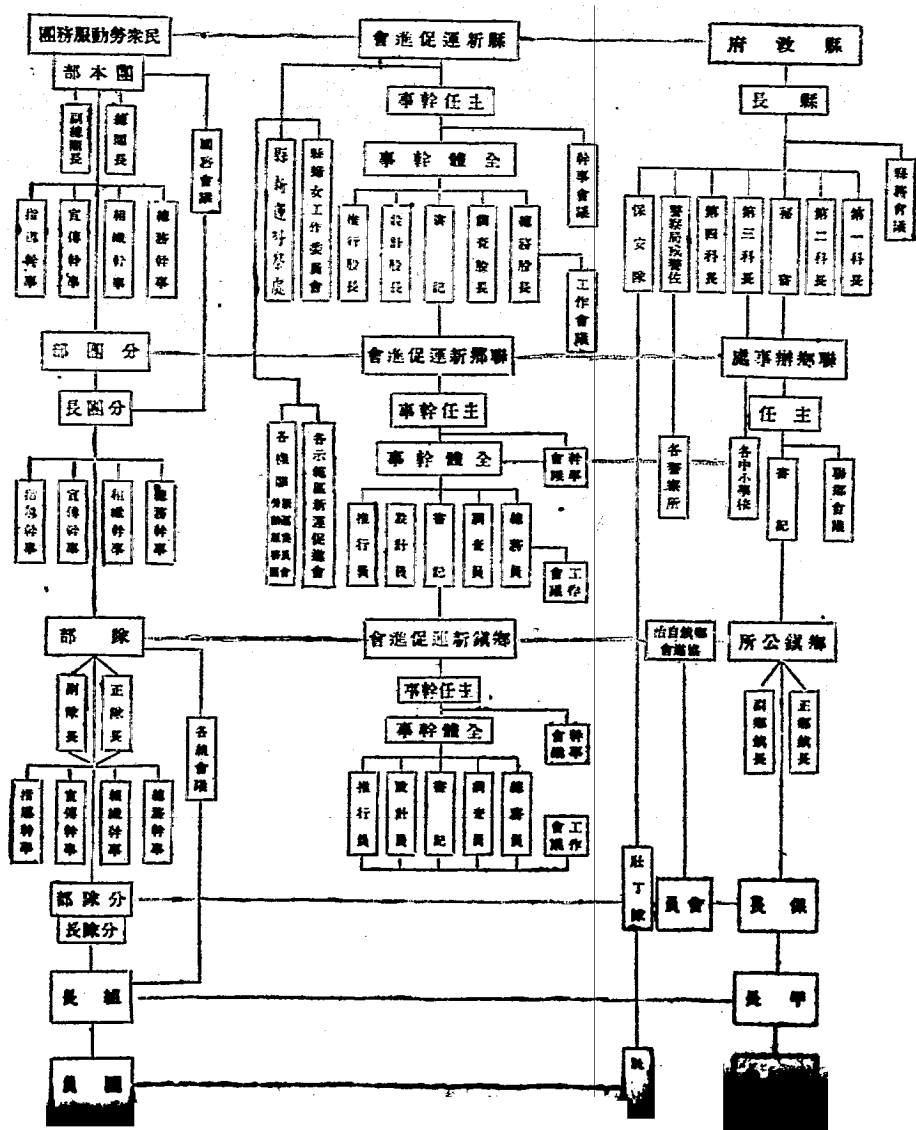 縣政府
縣長
縣務會議
第一科長
第二科長
秘書
第三科長
第四科長
警察局或警佐
保安隊
聯鄉辦事處
主任
聯鄉會議
書記
各中小學校
各警察所
鄉鎮公所
鄉鎮自治
協進會
正鄉鎮長
副鄉鎮長
保長
會員
壯丁隊
甲長
縣新運促進會
主任幹事
幹事會議
全體幹事
總務股長
調查股長
書記
設計股長
推行股長
工作會議
縣婦女工作委員會
聯鄉新運促進會
主任幹事
全體幹事
幹事
會議
總務員
調查員
書記
設計員
推行員
工作
會議
各示範區新運促進會
鄉鎮新運促進會
主任幹事
全體幹事
幹事
會議
總務員
調查員
書記
設計員
推行員
工作
會議
民衆勞動服務團
團本部
總團長
副總團長
團務會議
總務幹事
組織幹事
宣傳幹事
指導幹事
分團部
分團長
總務幹事
組織幹事
宣傳幹事
指導幹事
隊部
正隊長
副隊長
各級會議
總務幹事
組織幹事
宣傳幹事
指導幹事
分隊部
分隊長
組長
團員